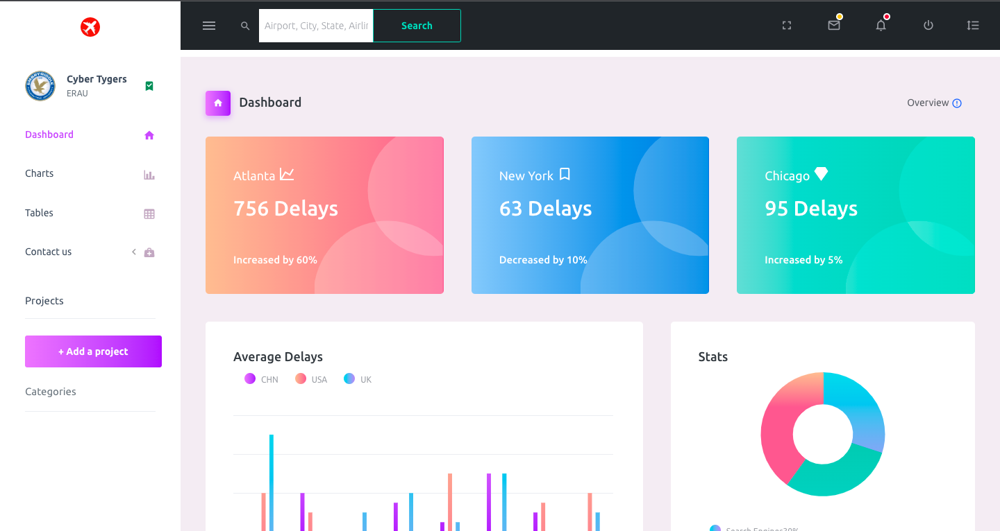 Airport, City, State, Airlin
Search
Cyber Tygers
ERAU
Dashboard
Charts
Tables
Contact us
Projects
+ Add a project
Categories
Dashboard
Overview
Atlanta
756 Delays
Increased by 60%
New York
63 Delays
Decreased by 10%
Chicago
95 Delays
Increased by 5%
Average Delays
CHN USA UK
Stats
Search Engines30%